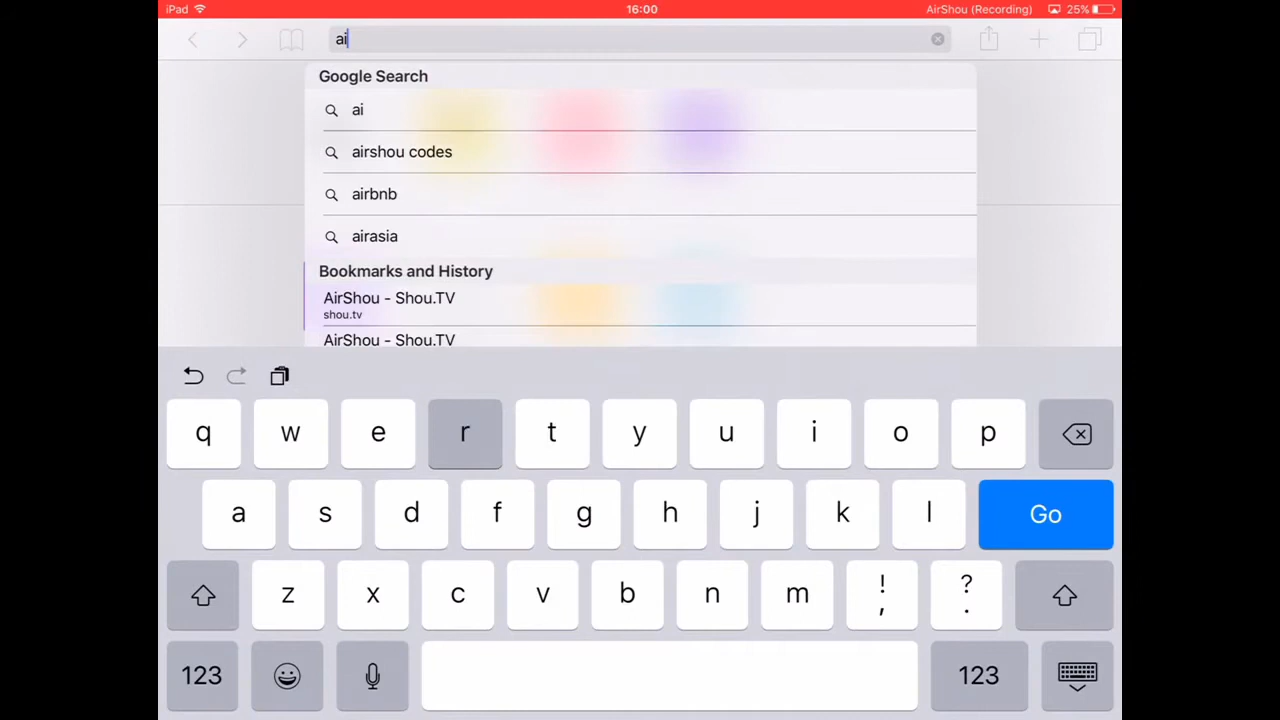 iPad 16:00 AirShou (Recording) 25%
ai
Google Search
ai
airshou codes
airbnb
airasia
Bookmarks and History
AirShou - Shou.TV
shou.tv
AirShou - Shou.TV
q w e r t y u i o p
a s d f g h j k l Go
z x c v b n m ! , ? .
123 123